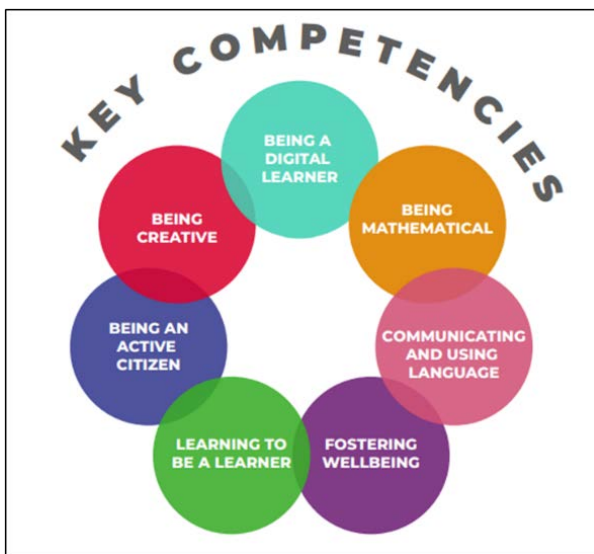 KEY COMPETENCIES
BEING A
DIGITAL
LEARNER
BEING
MATHEMATICAL
COMMUNICATING
AND USING
LANGUAGE
FOSTERING
WELLBEING
LEARNING TO
BE A LEARNER
BEING AN
ACTIVE
CITIZEN
BEING
CREATIVE